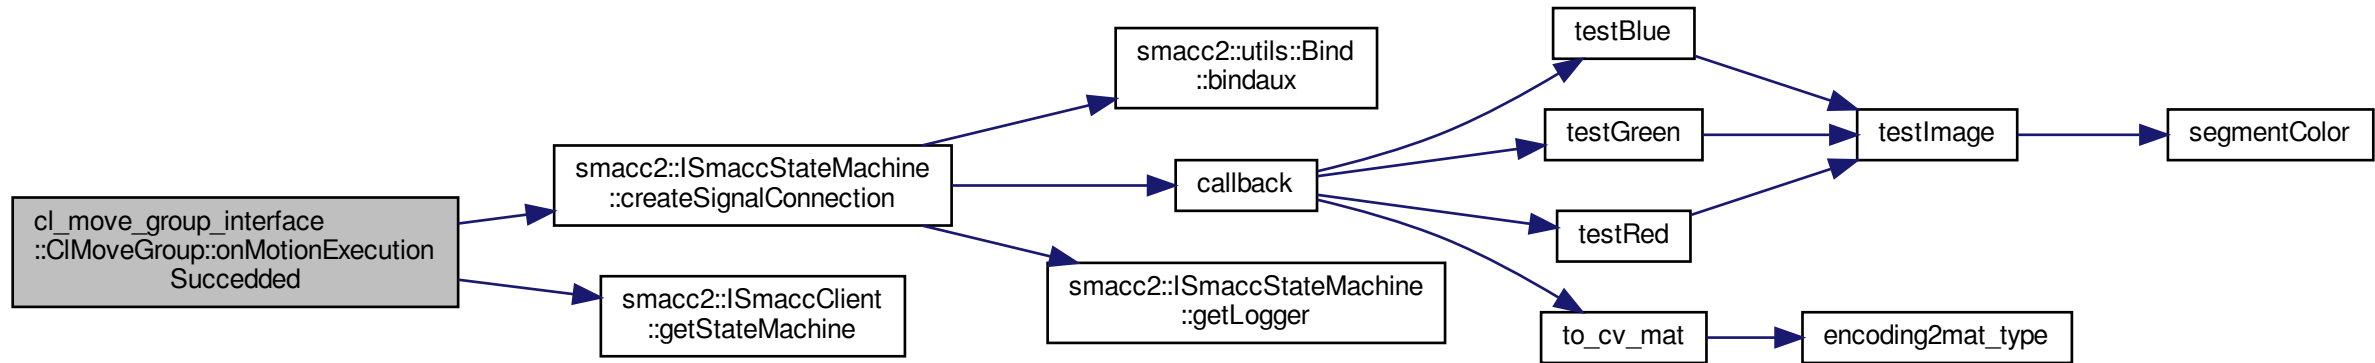 cl_move_group_interface
::ClMoveGroup::onMotionExecution
Succedded
smacc2::ISmaccStateMachine
::createSignalConnection
smacc2::ISmaccClient
::getStateMachine
smacc2::utils::Bind
::bindaux
callback
smacc2::ISmaccStateMachine
::getLogger
testBlue
testGreen
testRed
to_cv_mat
testImage
encoding2mat_type
segmentColor